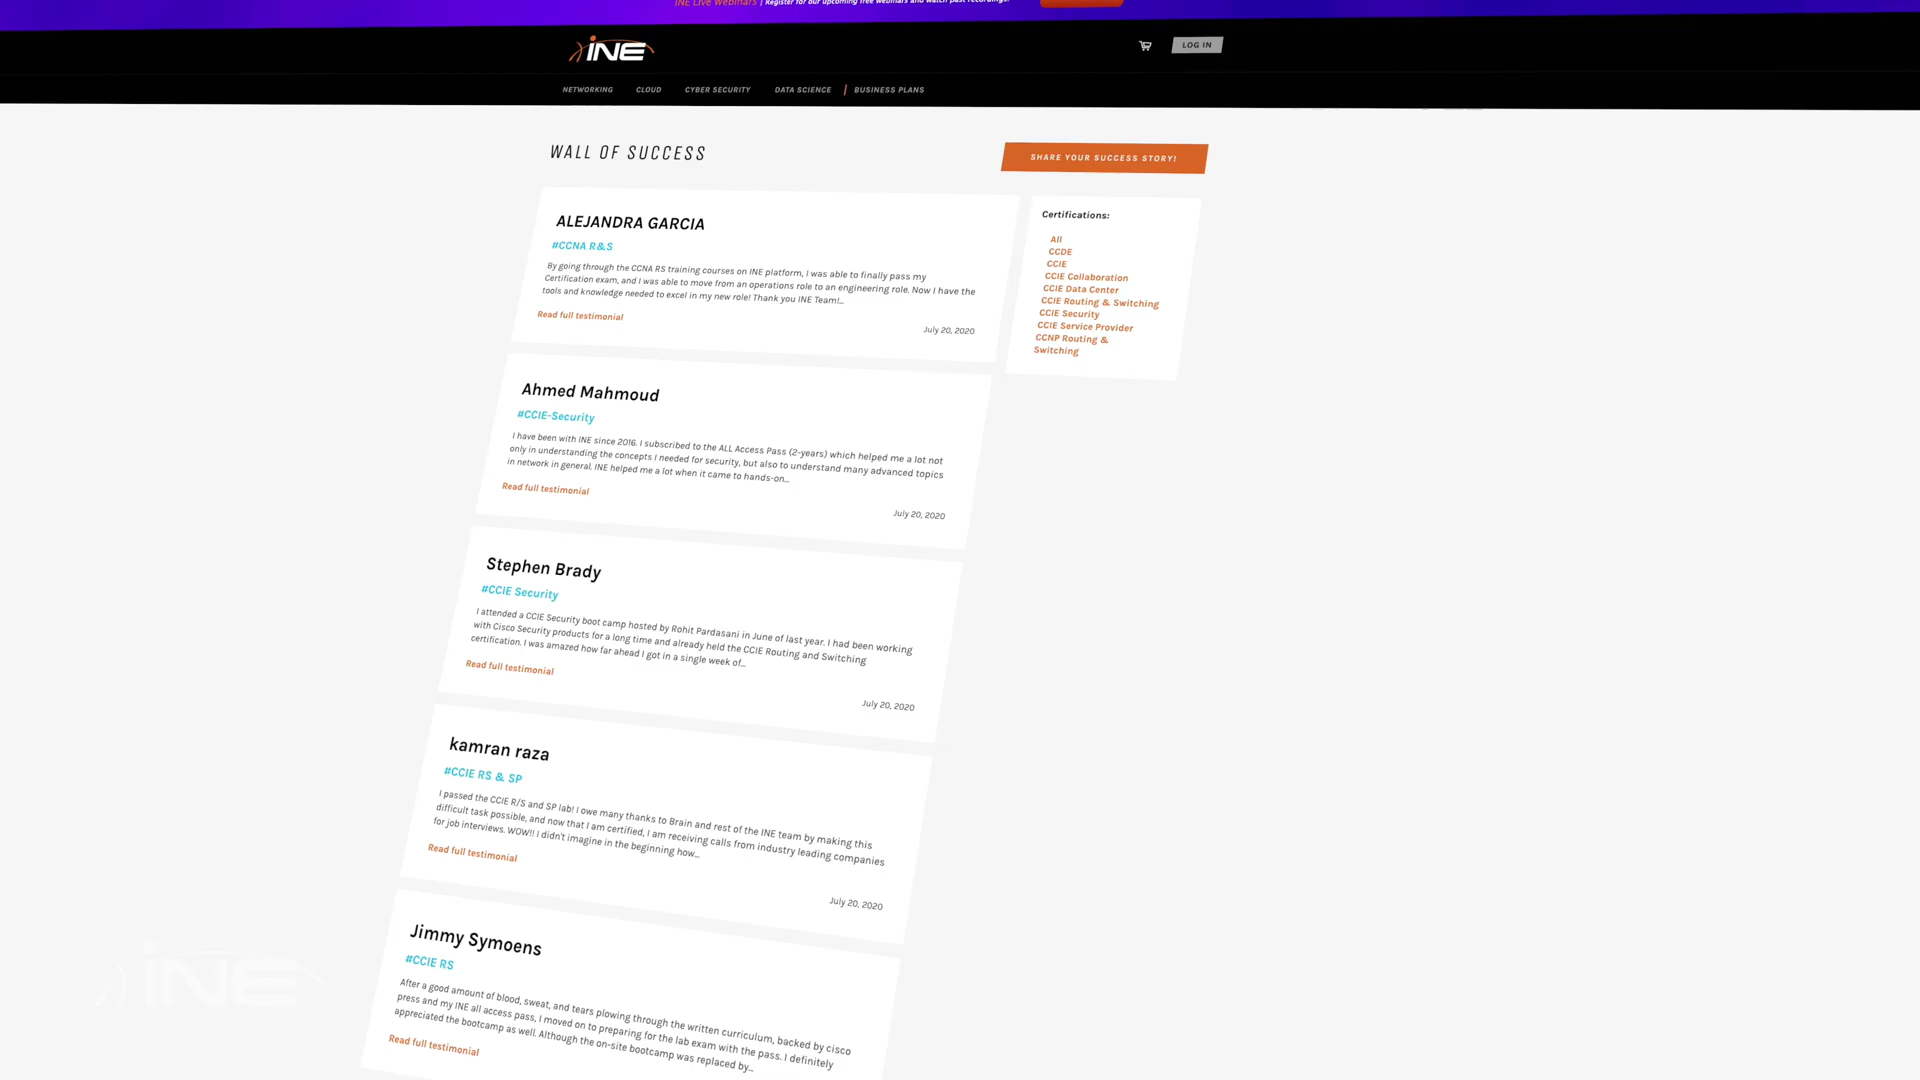 INE Live Webinars | Register for our upcoming free webinars and watch past recordings!
INE
LOG IN
NETWORKING CLOUD CYBER SECURITY DATA SCIENCE | BUSINESS PLANS
WALL OF SUCCESS
SHARE YOUR SUCCESS STORY!
ALEJANDRA GARCIA
#CCNA R&S
By going through the CCNA RS training courses on INE platform, I was able to finally pass my
Certification exam, and I was able to move from an operations role to an engineering role. Now I have the
tools and knowledge needed to excel in my new role! Thank you INE Team!...
Read full testimonial
July 20, 2020
Certifications:
All
CCDE
CCIE
CCIE Collaboration
CCIE Data Center
CCIE Routing & Switching
CCIE Security
CCIE Service Provider
CCNP Routing &
Switching
Ahmed Mahmoud
#CCIE-Security
I have been with INE since 2016. I subscribed to the ALL Access Pass (2-years) which helped me a lot not
only in understanding the concepts I needed for security, but also to understand many advanced topics
in network in general. INE helped me a lot when it came to hands-on...
Read full testimonial
July 20, 2020
Stephen Brady
#CCIE Security
I attended a CCIE Security boot camp hosted by Rohit Pardasani in June of last year. I had been working
with Cisco Security products for a long time and already held the CCIE Routing and Switching
certification. I was amazed how far ahead I got in a single week of...
Read full testimonial
July 20, 2020
kamran raza
#CCIE RS & SP
I passed the CCIE R/S and SP lab! I owe many thanks to Brain and rest of the INE team by making this
difficult task possible, and now that I am certified, I am receiving calls from industry leading companies
for job interviews. WOW!! I didn't imagine in the beginning how...
Read full testimonial
July 20, 2020
Jimmy Symoens
#CCIE RS
After a good amount of blood, sweat, and tears plowing through the written curriculum, backed by cisco
press and my INE all access pass, I moved on to preparing for the lab exam with the pass. I definitely
appreciated the bootcamp as well. Although the on-site bootcamp was replaced by...
Read full testimonial
INE